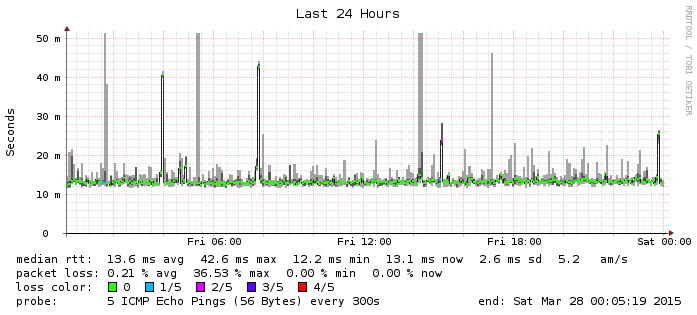 Last 24 Hours
RRDTOOL / TOBI OETIKER
Seconds
50 m
40 m
30 m
20 m
10 m
0
Fri 06:00 Fri 12:00 Fri 18:00 Sat 00:00
median rtt: 13.6 ms avg 42.6 ms max 12.2 ms min 13.1 ms now 2.6 ms sd 5.2 am/s
packet loss: 0.21 % avg 36.53 % max 0.00 % min 0.00 % now
loss color: 0 1/5 2/5 3/5 4/5
probe: 5 ICMP Echo Pings (56 Bytes) every 300s end: Sat Mar 28 00:05:19 2015